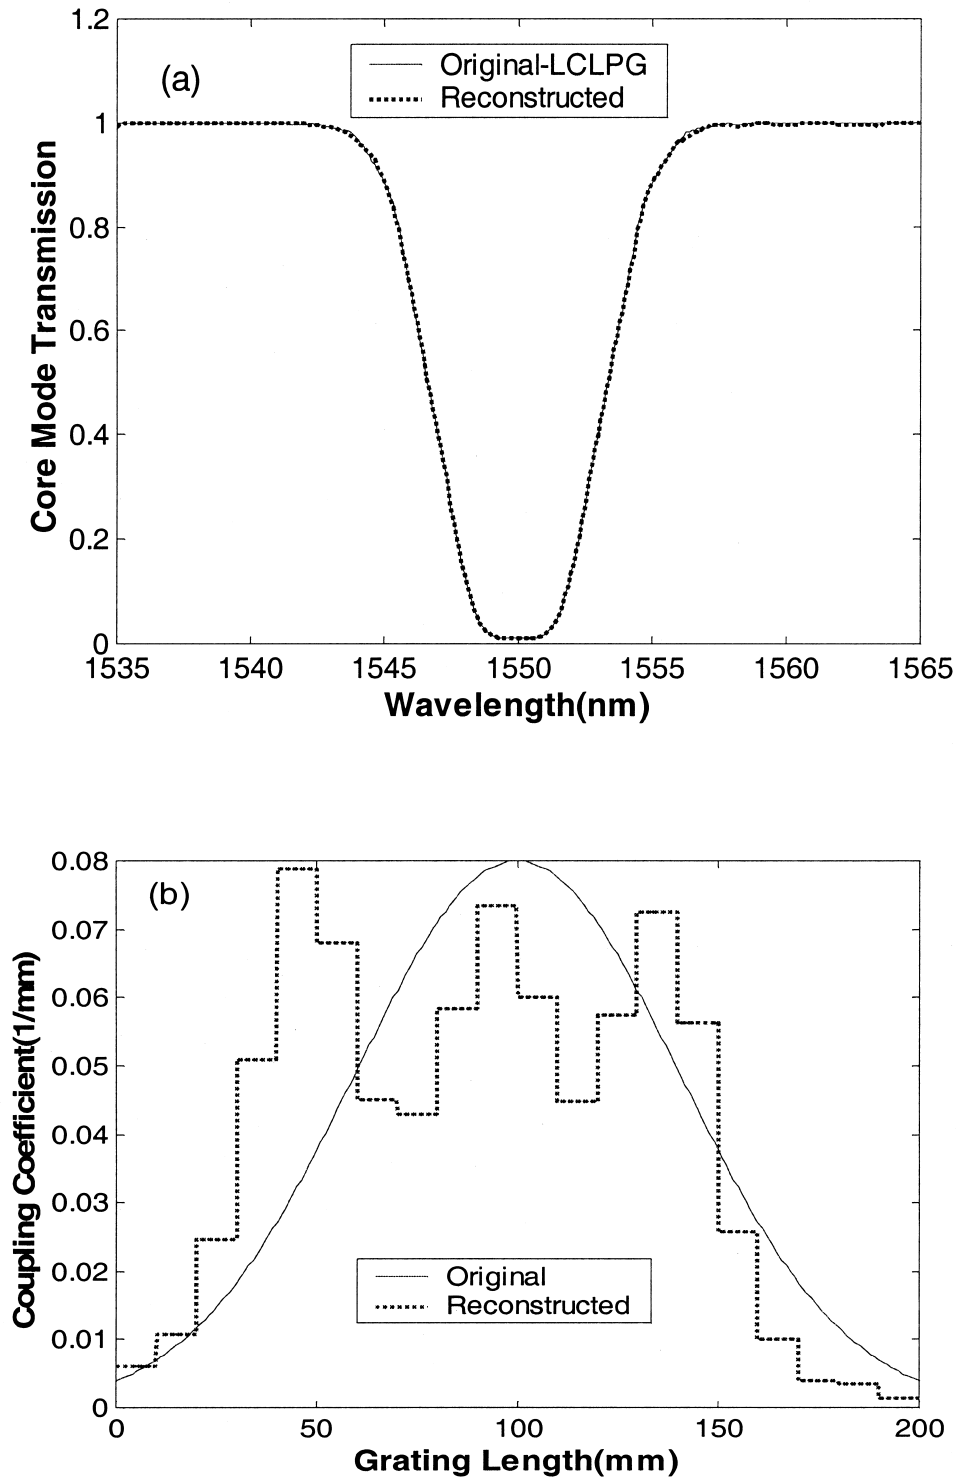 1.2
(a)
Original-LCLPG
Reconstructed
1
0.8
0.6
0.4
0.2
0
Core Mode Transmission
1535 1540 1545 1550 1555 1560 1565
Wavelength(nm)
0.08
(b)
0.07
0.06
0.05
0.04
0.03
0.02
0.01
0
Coupling Coefficient(1/mm)
Original
Reconstructed
0 50 100 150 200
Grating Length(mm)